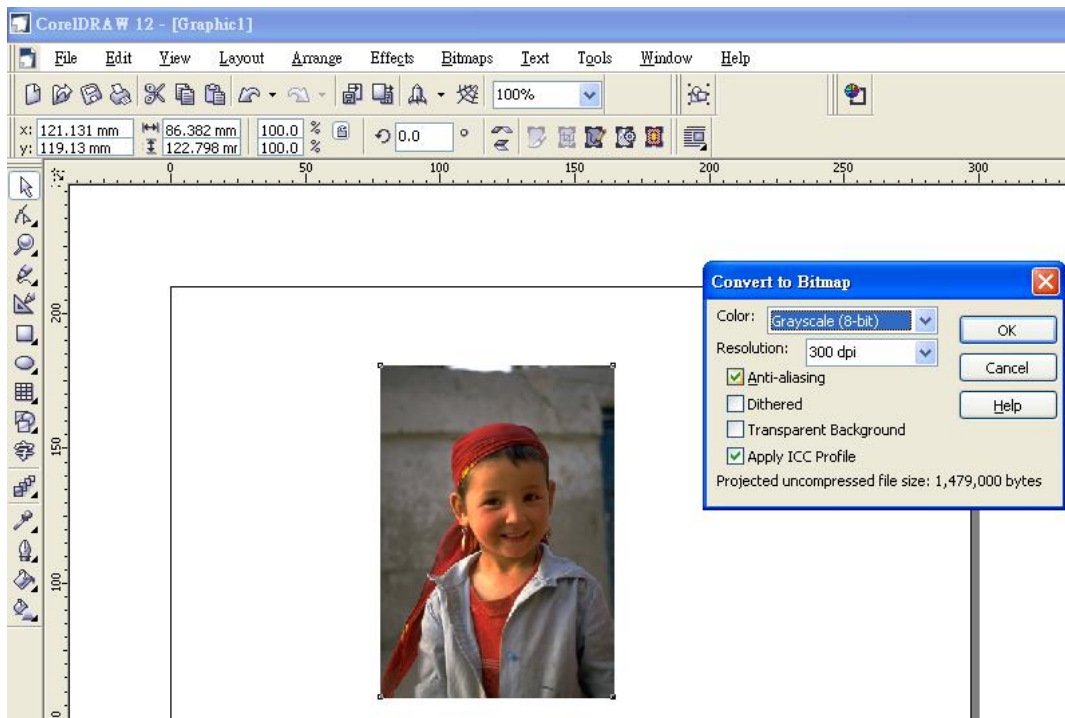 CorelDRAW 12 - [Graphic1]
File Edit View Layout Arrange Effects Bitmaps Text Tools Window Help
100%
x: 121.131 mm 86.382 mm 100.0 % 0.0 °
y: 119.13 mm 122.798 mr 100.0 %
0 50 100 150 200 250 300
200
150
100
0
字
Convert to Bitmap
Color: Grayscale (8-bit) OK
Resolution: 300 dpi Cancel
Anti-aliasing
Dithered Help
Transparent Background
Apply ICC Profile
Projected uncompressed file size: 1,479,000 bytes